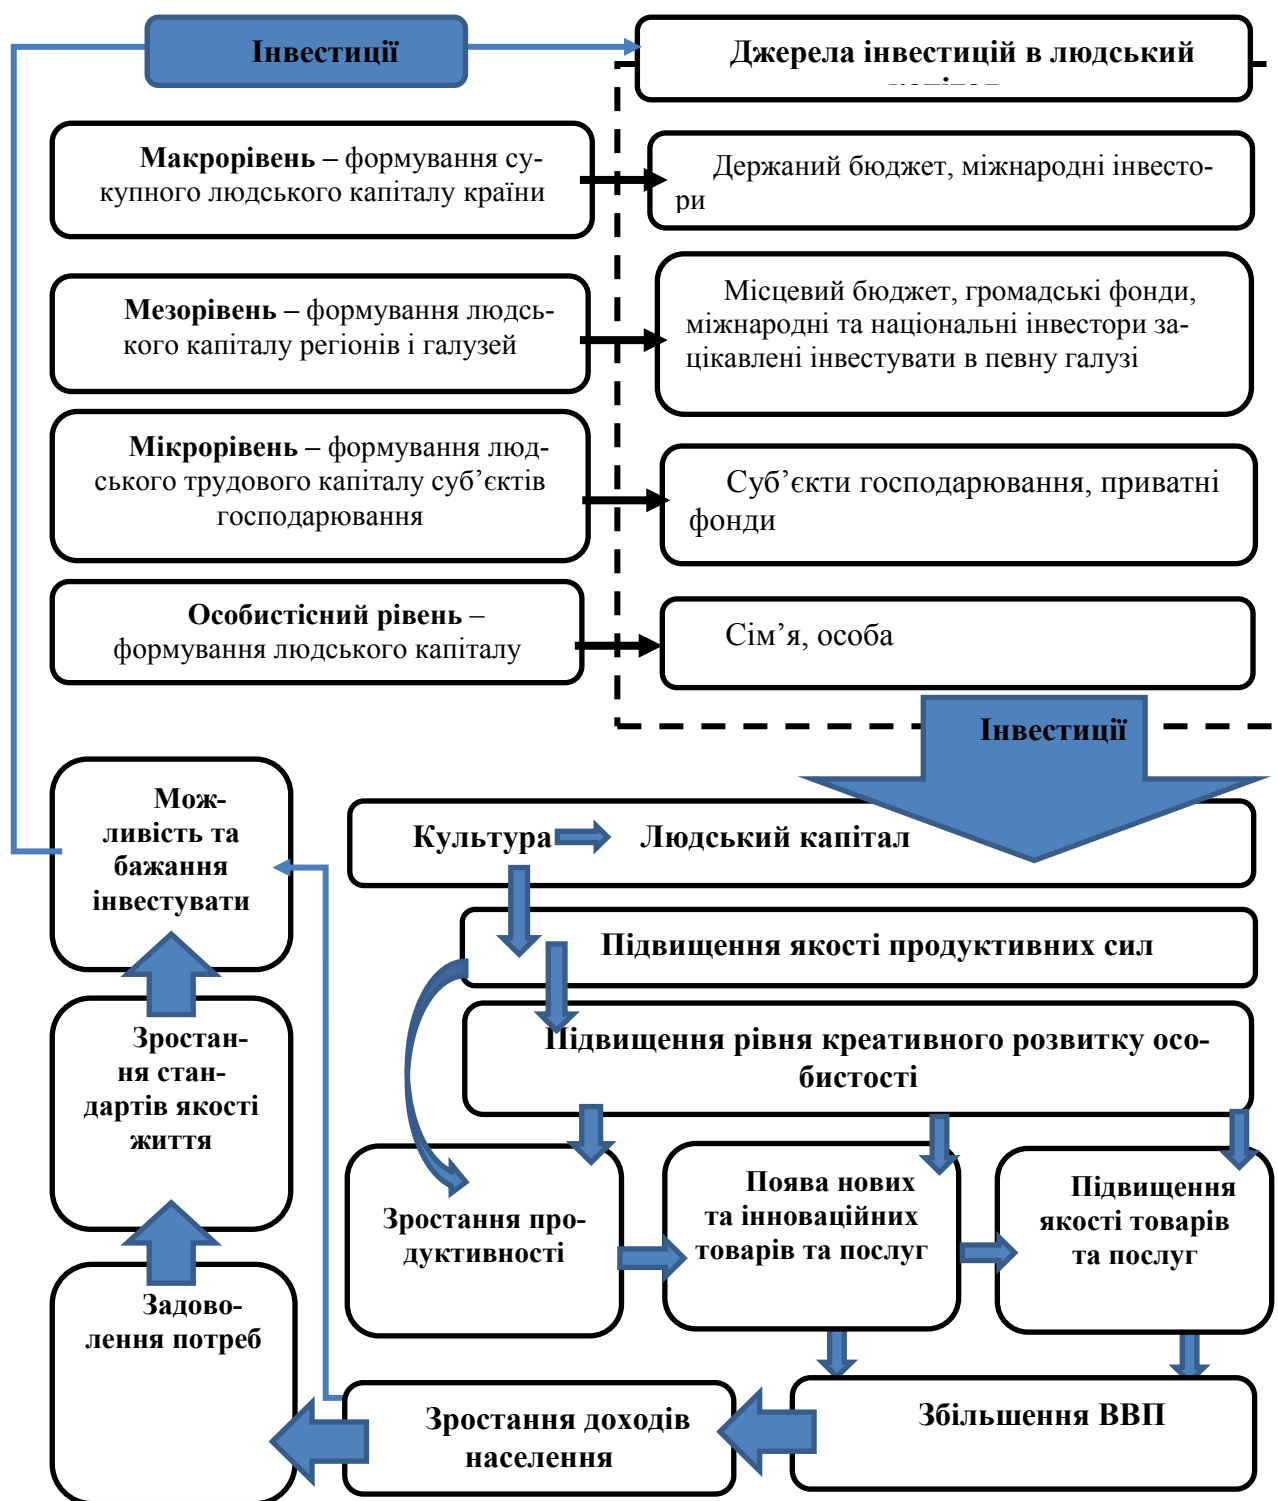 Інвестиції
Джерела інвестицій в людський
Макрорівень – формування су-
купного людського капіталу країни
Держаний бюджет, міжнародні інвесто-
ри
Мезорівень – формування людсь-
кого капіталу регіонів і галузей
Місцевий бюджет, громадські фонди,
міжнародні та національні інвестори за-
цікавлені інвестувати в певну галузі
Мікрорівень – формування люд-
ського трудового капіталу суб’єктів
господарювання
Суб’єкти господарювання, приватні
фонди
Особистісний рівень –
формування людського капіталу
Сім’я, особа
Інвестиції
Мож-
ливість та
бажання
інвестувати
Культура
Людський капітал
Підвищення якості продуктивних сил
Підвищення рівня креативного розвитку осо-
бистості
Зростан-
ня стан-
дартів якості
життя
Зростання про-
дуктивності
Поява нових
та інноваційних
товарів та послуг
Підвищення
якості товарів
та послуг
Задово-
лення потреб
Зростання доходів
населення
Збільшення ВВП